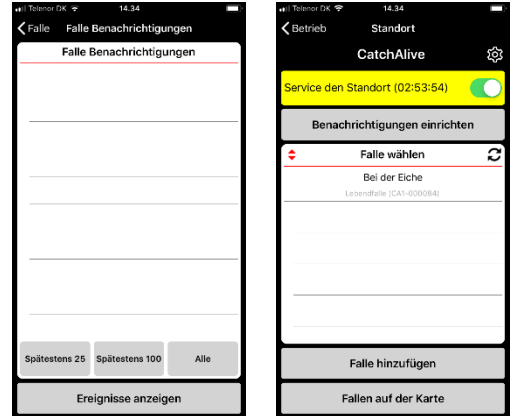 Telenor DK 14.34
Falle Falle Benachrichtigungen
Falle Benachrichtigungen
Spätestens 25 Spätestens 100 Alle
Ereignisse anzeigen
Telenor DK 14.34
Betrieb Standort
CatchAlive
Service den Standort (02:53:54)
Benachrichtigungen einrichten
Falle wählen
Bei der Eiche
Lebendfalle (CA1-000084)
Falle hinzufügen
Fallen auf der Karte